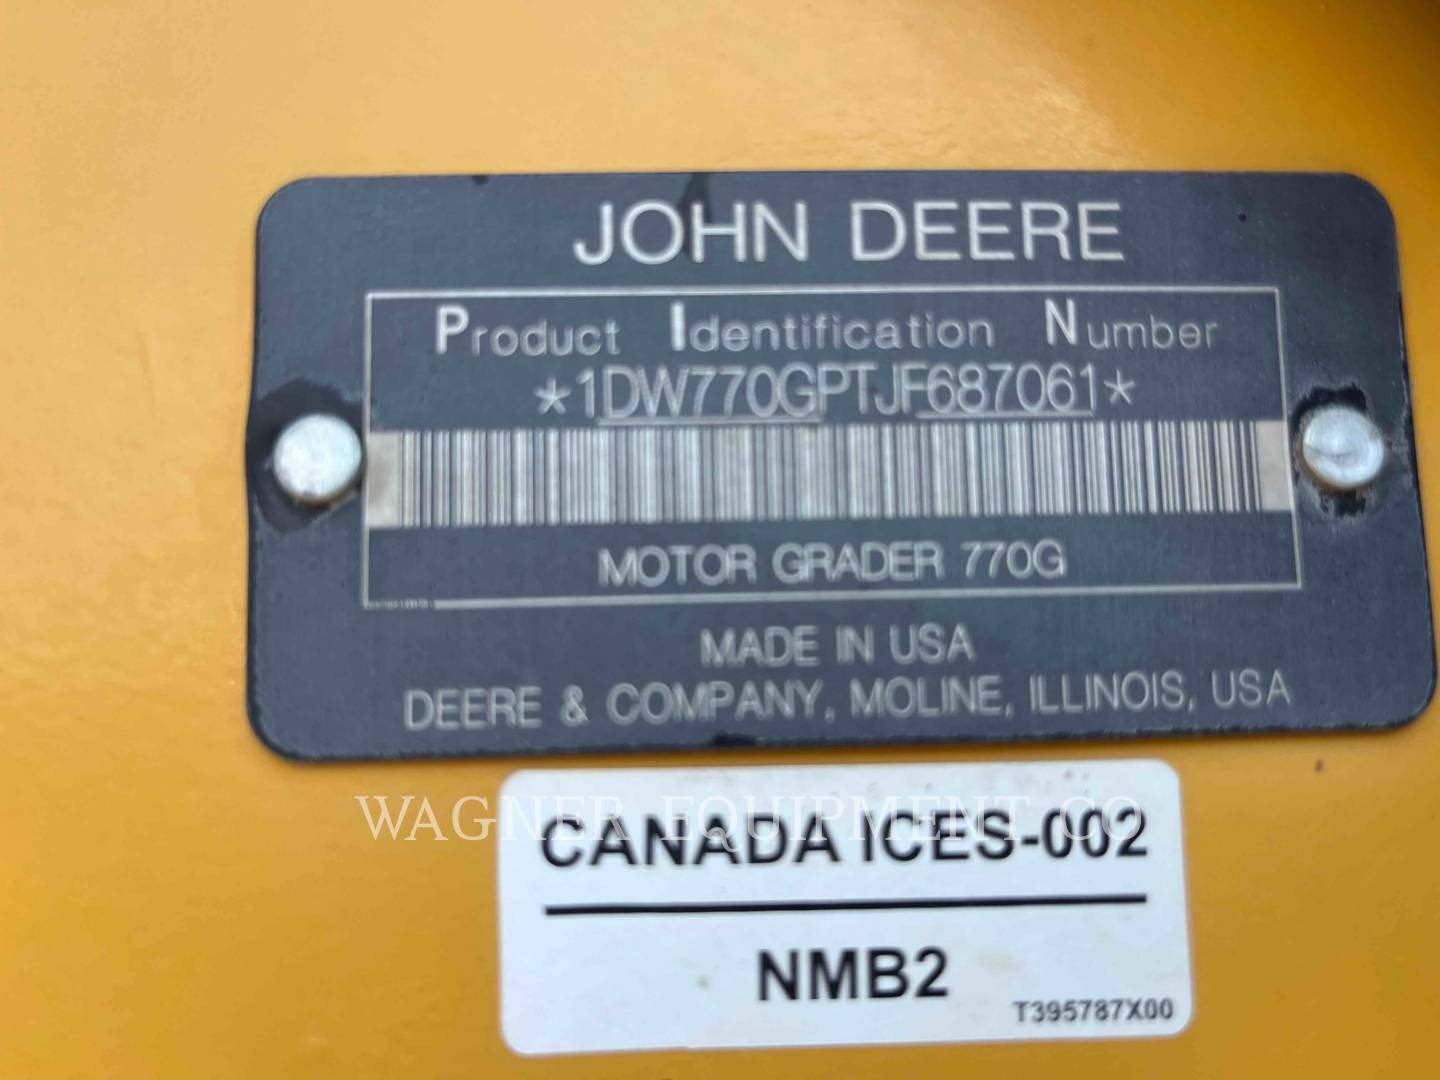 JOHN DEERE
Product Identification Number
*1DW770GPTJF687061*
MOTOR GRADER 770G
MADE IN USA
DEERE & COMPANY, MOLINE, ILLINOIS, USA
WAGNER EQUIPMENT CO
CANADA ICES-002
NMB2
T395787X00